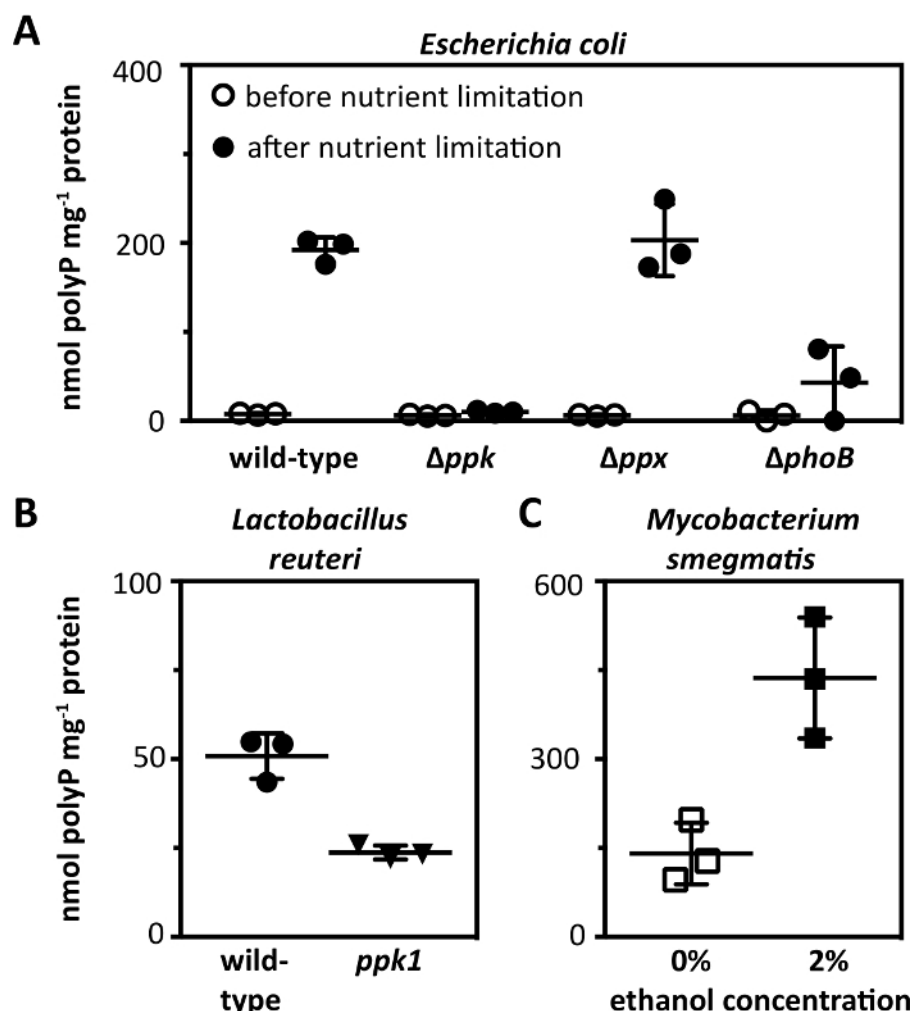 A
Escherichia coli
nmol polyP mg⁻¹ protein
400
200
0
before nutrient limitation
after nutrient limitation
wild-type Δppk Δppx ΔphoB
B
Lactobacillus
reuteri
nmol polyP mg⁻¹ protein
100
50
0
wild-
type
ppk1
C
Mycobacterium
smegmatis
600
300
0
0% 2%
ethanol concentration